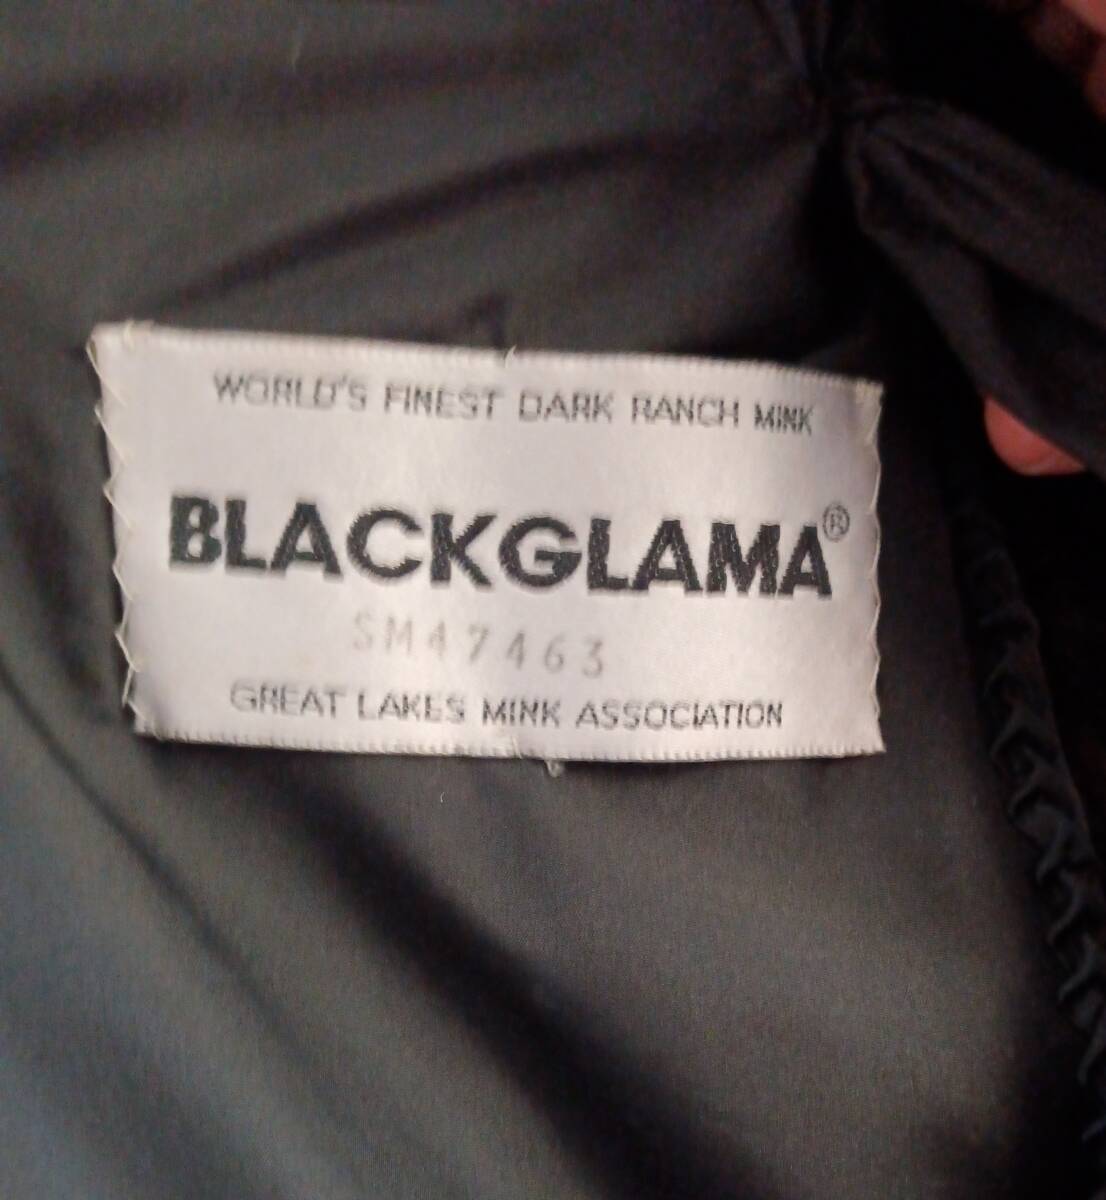 WORLD'S FINEST DARK RANCH MINK
BLACKGLAMA®
SM47463
GREAT LAKES MINK ASSOCIATION